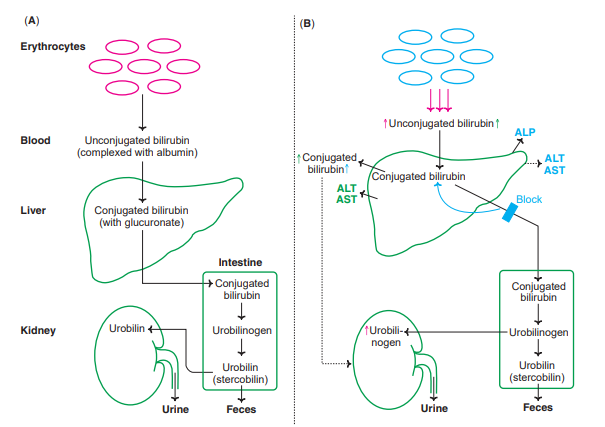 (A)
Erythrocytes
Blood
Unconjugated bilirubin
(complexed with albumin)
Liver
Conjugated bilirubin
(with glucuronate)
Intestine
Conjugated
bilirubin
Kidney
Urobilin
Urobilinogen
Urobilin
(stercobilin)
Urine
Feces
(B)
↑Unconjugated bilirubin↑
ALP
↑Conjugated
bilirubin↑
Conjugated bilirubin
ALT
AST
ALT
AST
Block
Conjugated
bilirubin
↑Urobili-
nogen
Urobilinogen
Urobilin
(stercobilin)
Urine
Feces